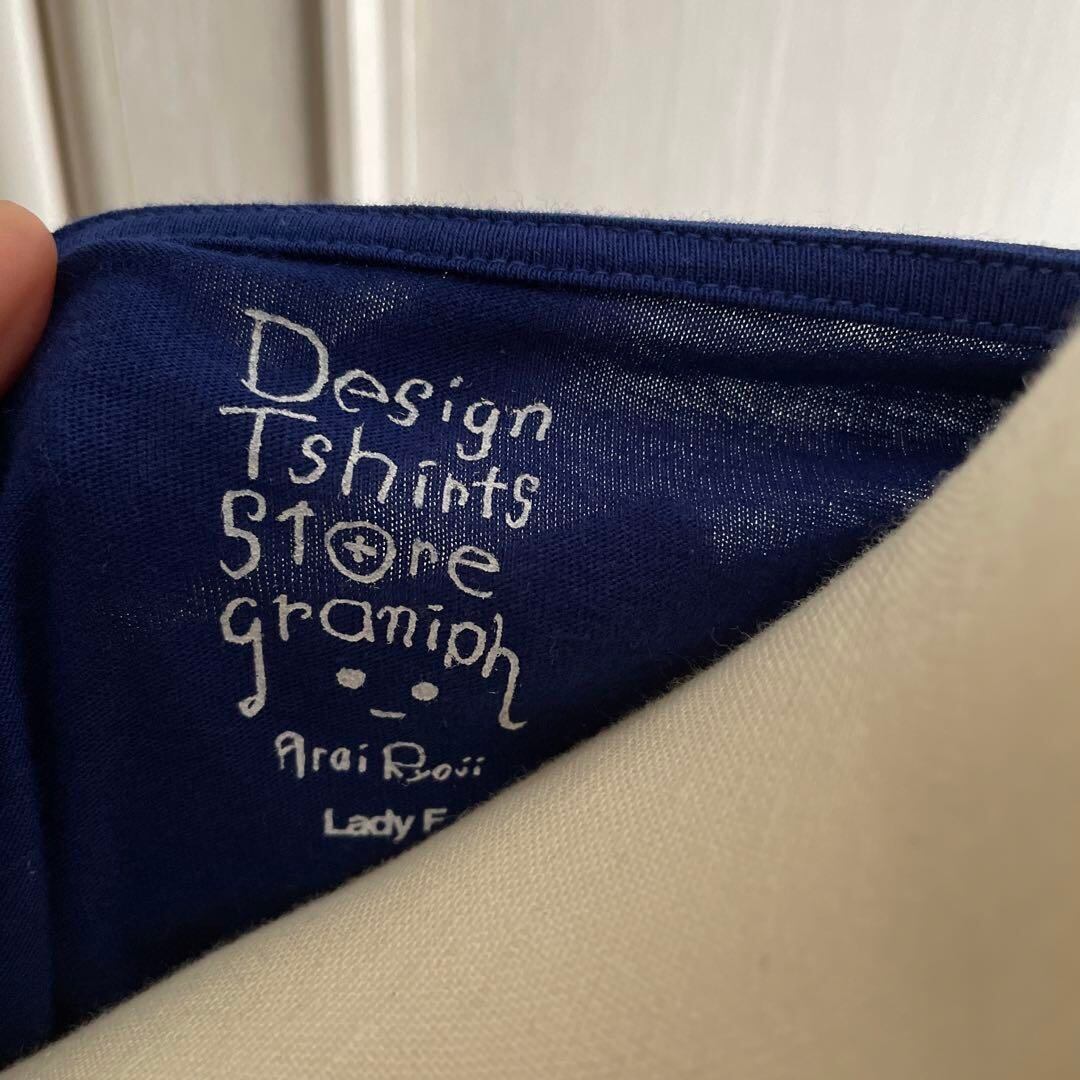 Design
Tshirts
Store
graniph
Arai Ryoji
Lady F